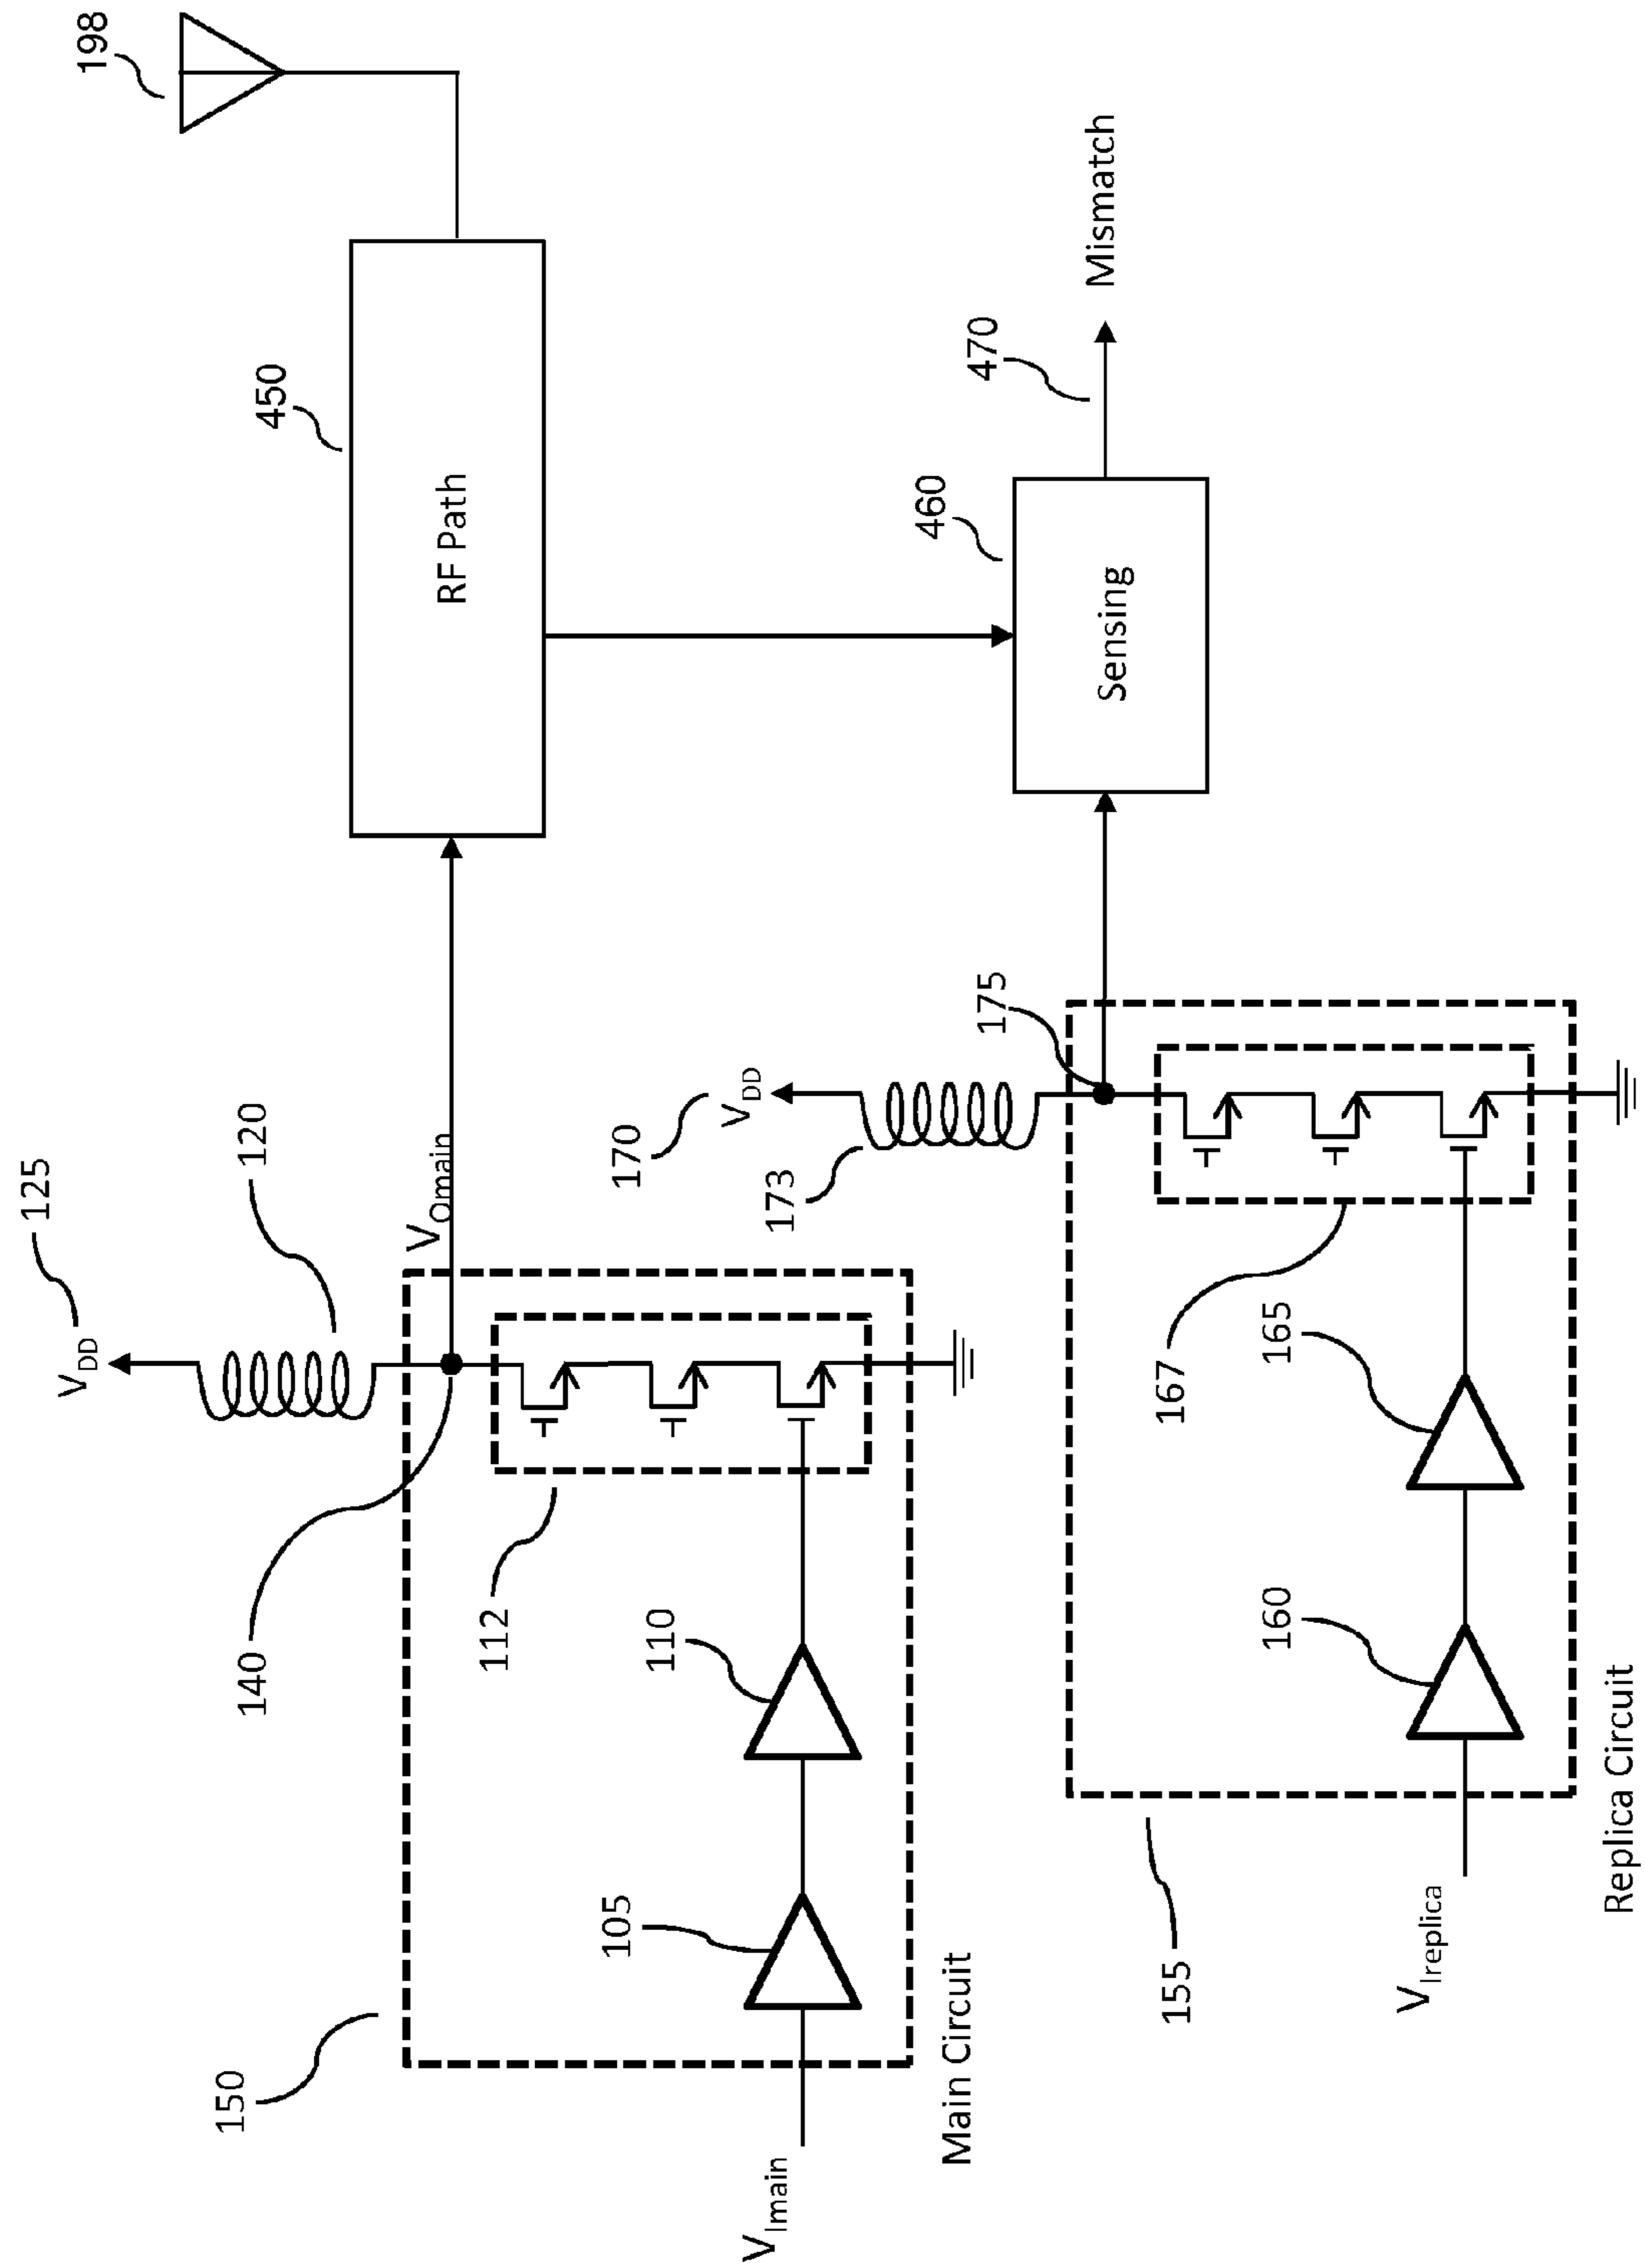 125
V_DD
120
198
140
V_Omain
450
RF Path
150
112
110
105
V_Imain
Main Circuit
170
V_DD
173
175
460
Sensing
470
Mismatch
167
165
160
155
V_Ireplica
Replica Circuit